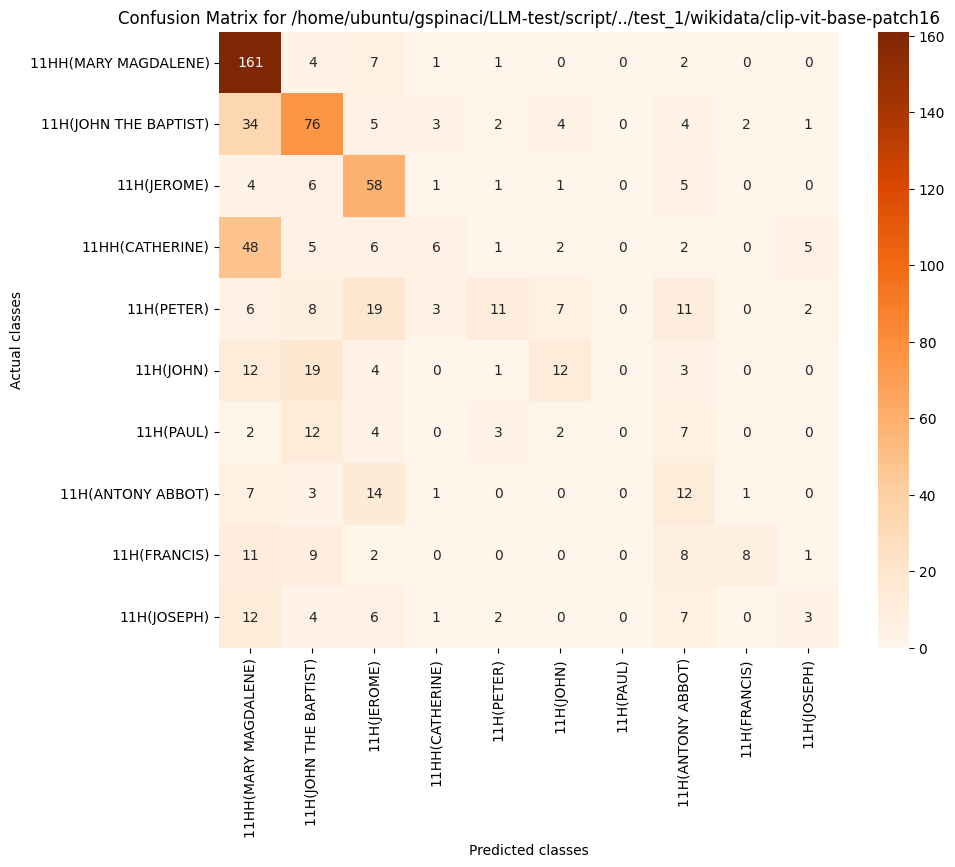 Confusion Matrix for /home/ubuntu/gspinaci/LLM-test/script/../test_1/wikidata/clip-vit-base-patch16
Actual classes
11HH(MARY MAGDALENE) 161 4 7 1 1 0 0 2 0 0
11H(JOHN THE BAPTIST) 34 76 5 3 2 4 0 4 2 1
11H(JEROME) 4 6 58 1 1 1 0 5 0 0
11HH(CATHERINE) 48 5 6 6 1 2 0 2 0 5
11H(PETER) 6 8 19 3 11 7 0 11 0 2
11H(JOHN) 12 19 4 0 1 12 0 3 0 0
11H(PAUL) 2 12 4 0 3 2 0 7 0 0
11H(ANTONY ABBOT) 7 3 14 1 0 0 0 12 1 0
11H(FRANCIS) 11 9 2 0 0 0 0 8 8 1
11H(JOSEPH) 12 4 6 1 2 0 0 7 0 3
11HH(MARY MAGDALENE)
11H(JOHN THE BAPTIST)
11H(JEROME)
11HH(CATHERINE)
11H(PETER)
11H(JOHN)
11H(PAUL)
11H(ANTONY ABBOT)
11H(FRANCIS)
11H(JOSEPH)
Predicted classes
160
140
120
100
80
60
40
20
0